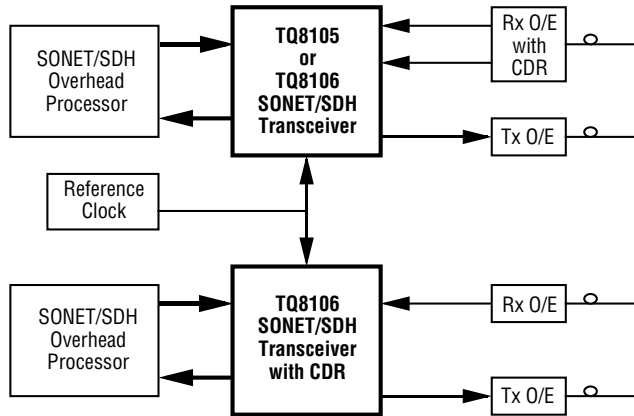 SONET/SDH
Overhead
Processor
TQ8105
or
TQ8106
SONET/SDH
Transceiver
Rx O/E
with
CDR
Tx O/E
Reference
Clock
SONET/SDH
Overhead
Processor
TQ8106
SONET/SDH
Transceiver
with CDR
Rx O/E
Tx O/E